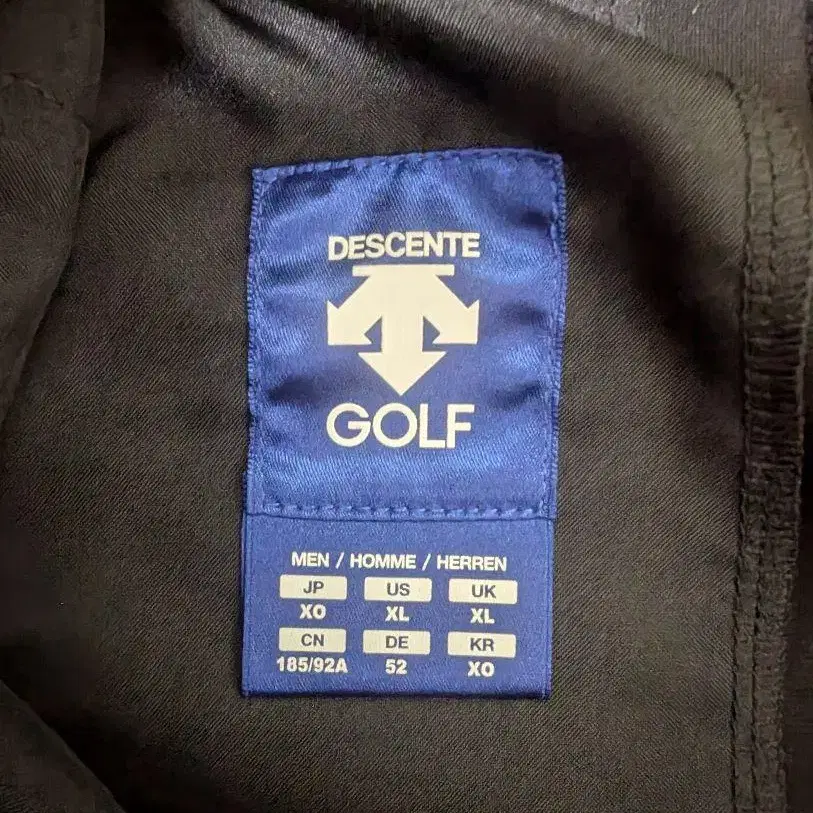 DESCENTE
GOLF
MEN / HOMME / HERREN
JP US UK
XO XL XL
CN DE KR
185/92A 52 XO